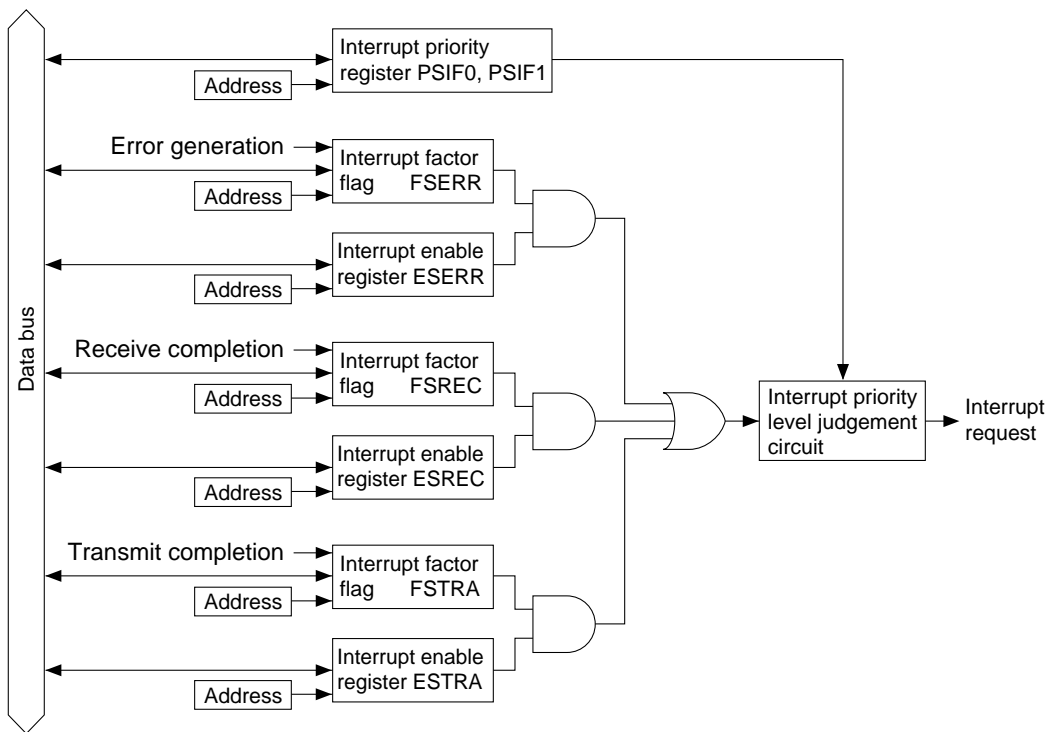 Data bus
Interrupt priority
register PSIF0, PSIF1
Address
Error generation
Interrupt factor
flag FSERR
Address
Interrupt enable
register ESERR
Address
Receive completion
Interrupt factor
flag FSREC
Address
Interrupt enable
register ESREC
Address
Transmit completion
Interrupt factor
flag FSTRA
Address
Interrupt enable
register ESTRA
Address
Interrupt priority
level judgement
circuit
Interrupt
request